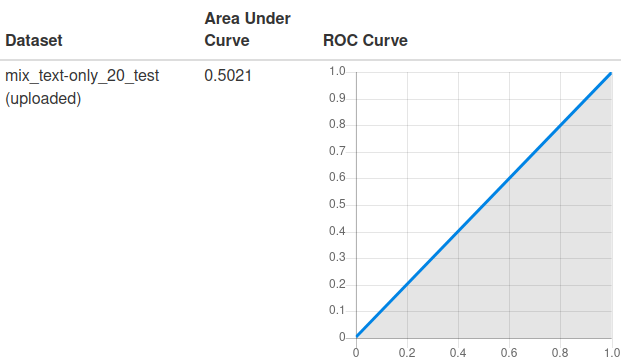 Dataset
Area Under
Curve
ROC Curve
mix_text-only_20_test
(uploaded)
0.5021
1.0
0.9
0.8
0.7
0.6
0.5
0.4
0.3
0.2
0.1
0
0 0.2 0.4 0.6 0.8 1.0